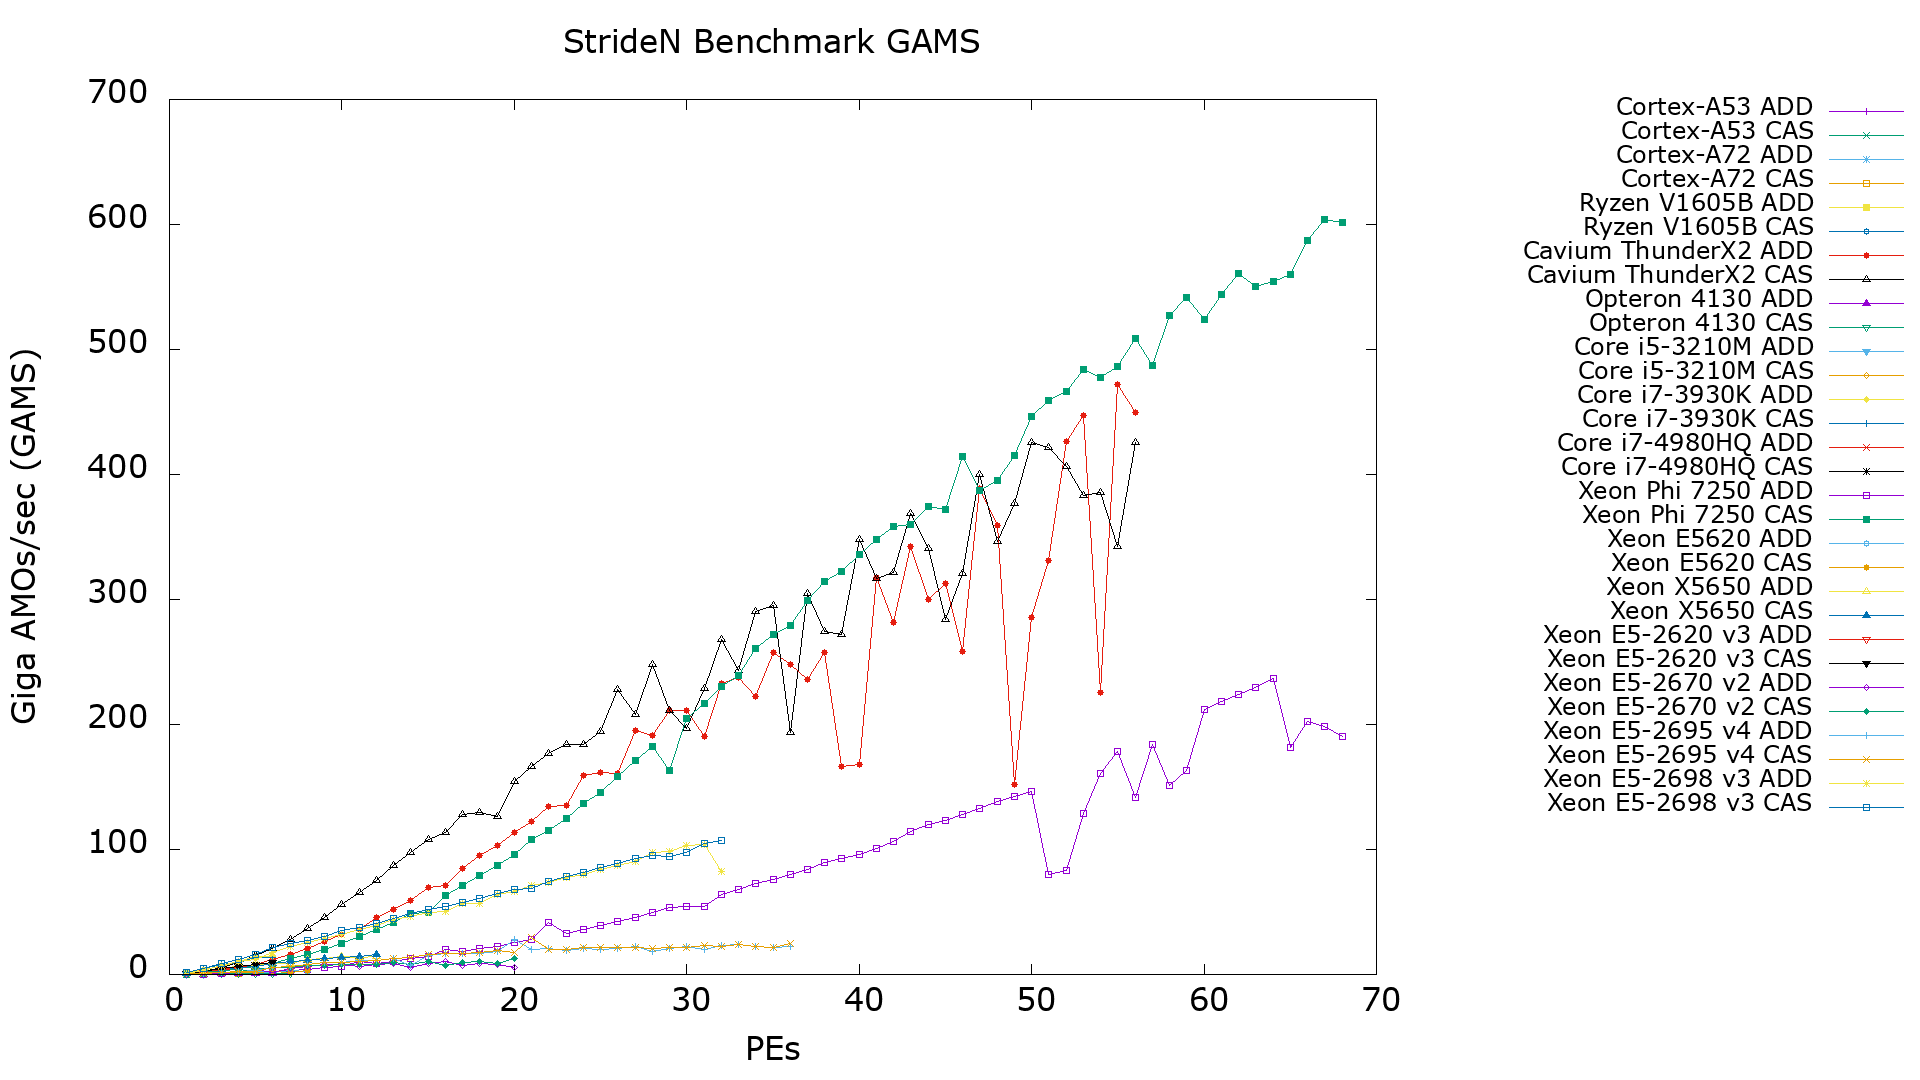 StrideN Benchmark GAMS
Giga AMOs/sec (GAMS)
700
600
500
400
300
200
100
0
0 10 20 30 40 50 60 70
PEs
Cortex-A53 ADD
Cortex-A53 CAS
Cortex-A72 ADD
Cortex-A72 CAS
Ryzen V1605B ADD
Ryzen V1605B CAS
Cavium ThunderX2 ADD
Cavium ThunderX2 CAS
Opteron 4130 ADD
Opteron 4130 CAS
Core i5-3210M ADD
Core i5-3210M CAS
Core i7-3930K ADD
Core i7-3930K CAS
Core i7-4980HQ ADD
Core i7-4980HQ CAS
Xeon Phi 7250 ADD
Xeon Phi 7250 CAS
Xeon E5620 ADD
Xeon E5620 CAS
Xeon X5650 ADD
Xeon X5650 CAS
Xeon E5-2620 v3 ADD
Xeon E5-2620 v3 CAS
Xeon E5-2670 v2 ADD
Xeon E5-2670 v2 CAS
Xeon E5-2695 v4 ADD
Xeon E5-2695 v4 CAS
Xeon E5-2698 v3 ADD
Xeon E5-2698 v3 CAS